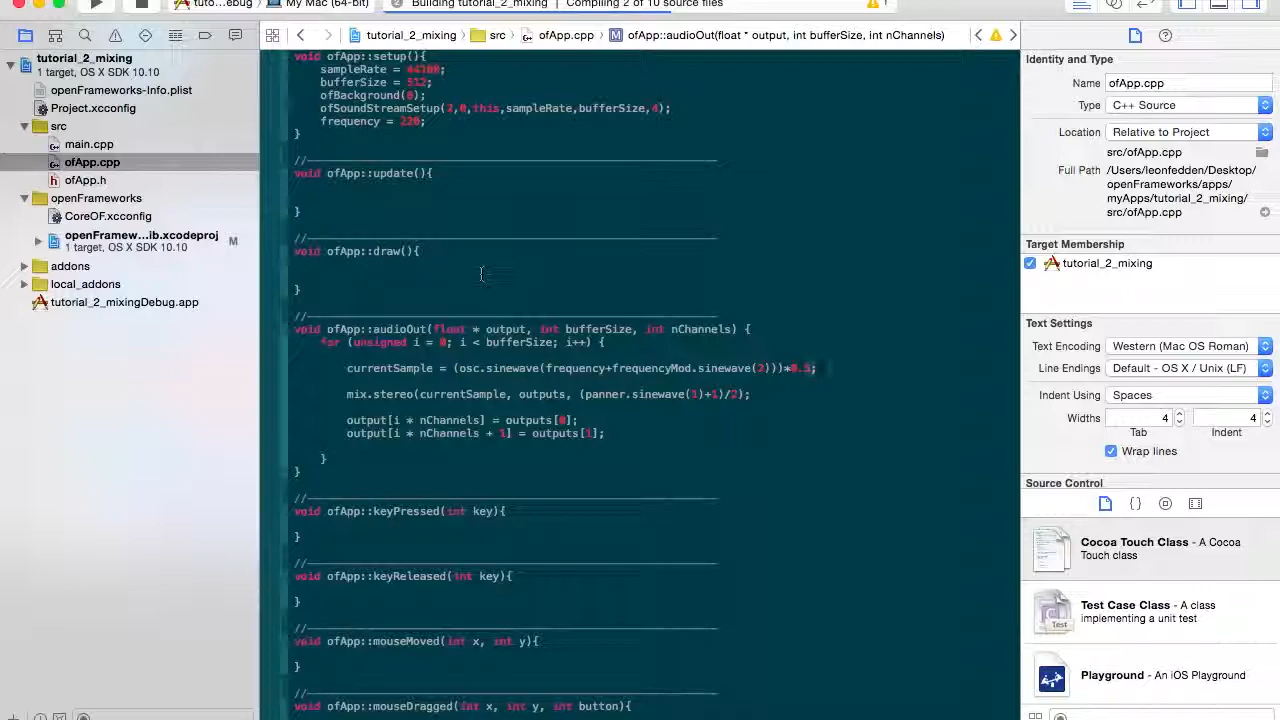 tuto...ebug
My Mac (64-bit)
Building tutorial_2_mixing
Compiling 2 of 10 source files
1
tutorial_2_mixing
src
ofApp.cpp
ofApp::audioOut(float * output, int bufferSize, int nChannels)
tutorial_2_mixing
1 target, OS X SDK 10.10
openFrameworks-Info.plist
Project.xcconfig
src
main.cpp
ofApp.cpp
ofApp.h
openFrameworks
CoreOF.xcconfig
openFramew...ib.xcodeproj
M
1 target, OS X SDK 10.10
addons
local_addons
tutorial_2_mixingDebug.app
void ofApp::setup(){
sampleRate = 44100;
bufferSize = 512;
ofBackground(0);
ofSoundStreamSetup(2,0,this,sampleRate,bufferSize,4);
frequency = 220;
}
//--------------------------------------------------------------
void ofApp::update(){
}
//--------------------------------------------------------------
void ofApp::draw(){
}
//--------------------------------------------------------------
void ofApp::audioOut(float * output, int bufferSize, int nChannels) {
for (unsigned i = 0; i < bufferSize; i++) {
currentSample = (osc.sinewave(frequency+frequencyMod.sinewave(2)))*0.5;
mix.stereo(currentSample, outputs, (panner.sinewave(1)+1)/2);
output[i * nChannels] = outputs[0];
output[i * nChannels + 1] = outputs[1];
}
}
//--------------------------------------------------------------
void ofApp::keyPressed(int key){
}
//--------------------------------------------------------------
void ofApp::keyReleased(int key){
}
//--------------------------------------------------------------
void ofApp::mouseMoved(int x, int y){
}
//--------------------------------------------------------------
void ofApp::mouseDragged(int x, int y, int button){
Identity and Type
Name ofApp.cpp
Type C++ Source
Location Relative to Project
src/ofApp.cpp
Full Path /Users/leonfedden/Desktop/
openFrameworks/apps/
myApps/tutorial_2_mixing/
src/ofApp.cpp
Target Membership
tutorial_2_mixing
Text Settings
Text Encoding Western (Mac OS Roman)
Line Endings Default - OS X / Unix (LF)
Indent Using Spaces
Widths 4 4
Tab Indent
Wrap lines
Source Control
{ }
Cocoa Touch Class - A Cocoa
Touch class
Test Case Class - A class
implementing a unit test
Test
Playground - An iOS Playground